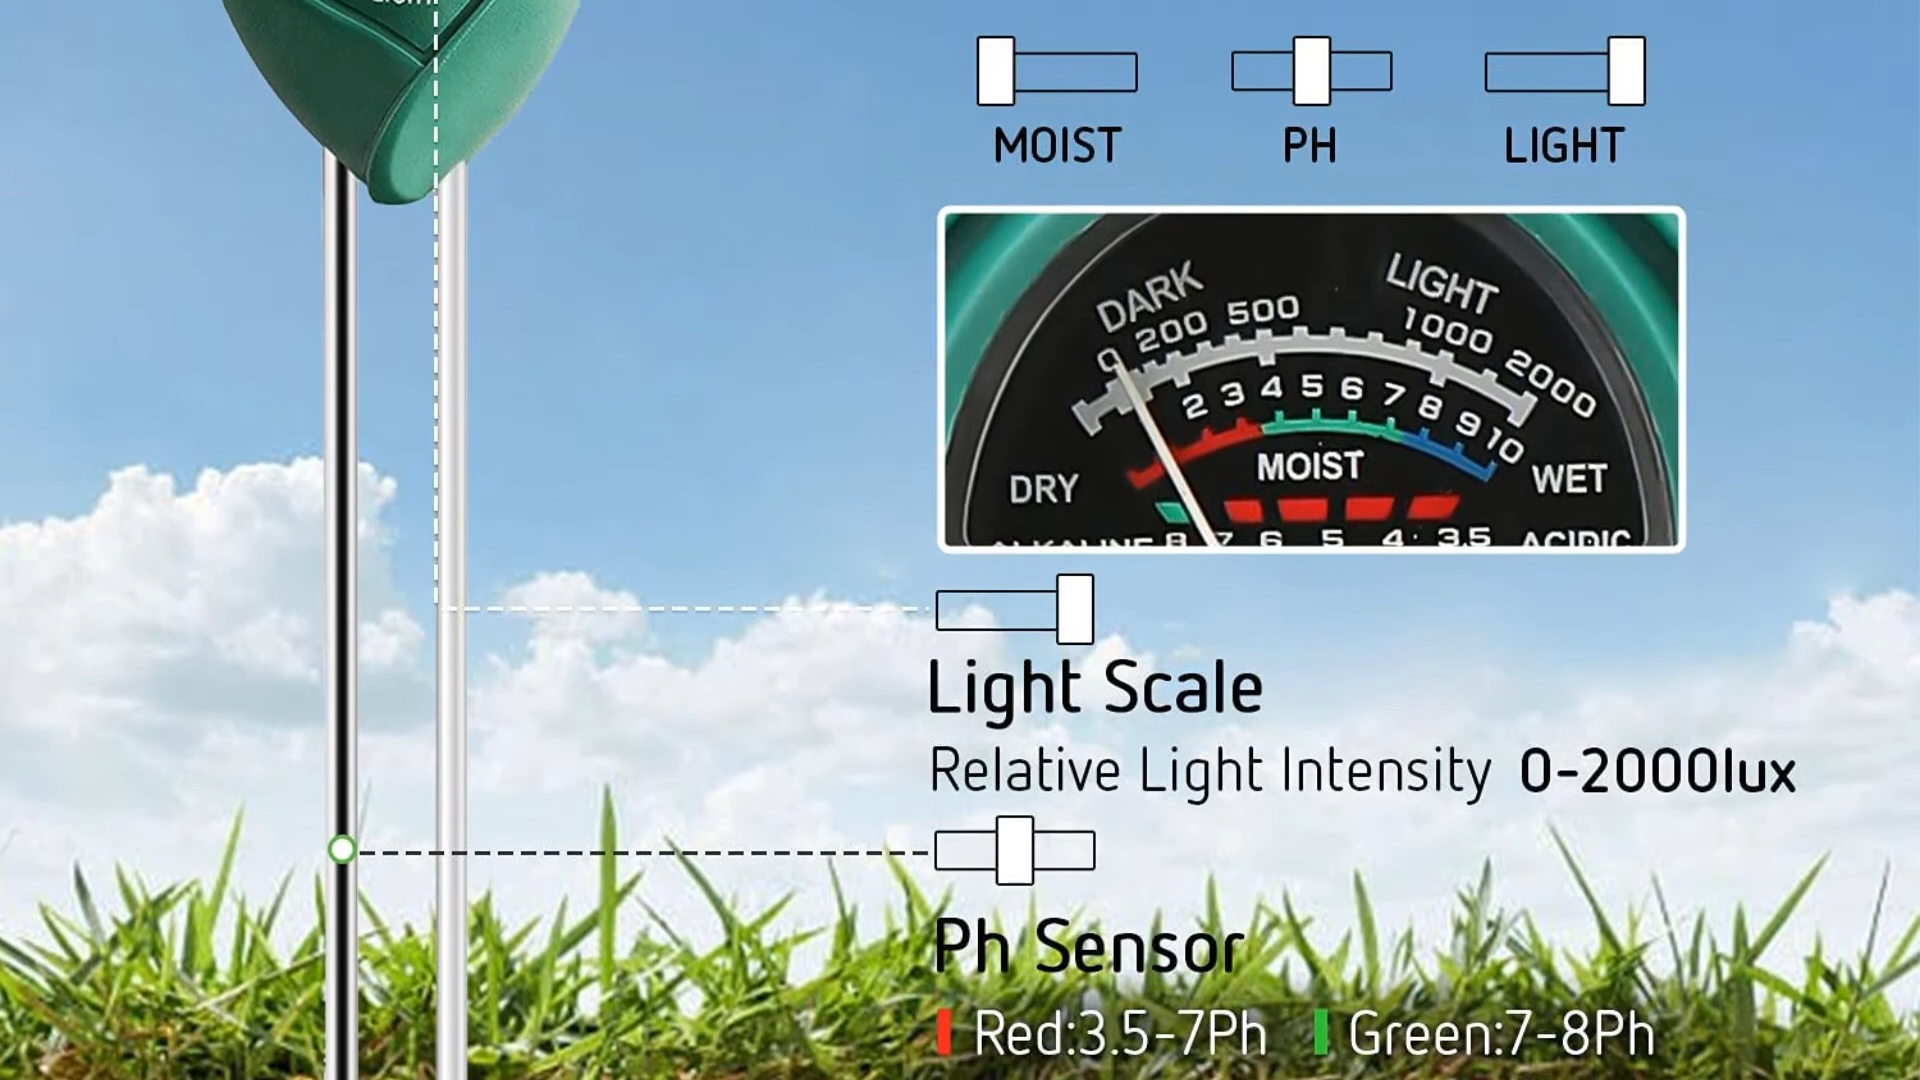 MOIST PH LIGHT
DARK LIGHT
0 200 500 1000 2000
2 3 4 5 6 7 8 9 10
DRY MOIST WET
8 7 6 5 4 3.5
Light Scale
Relative Light Intensity 0-2000lux
Ph Sensor
Red:3.5-7Ph Green:7-8Ph